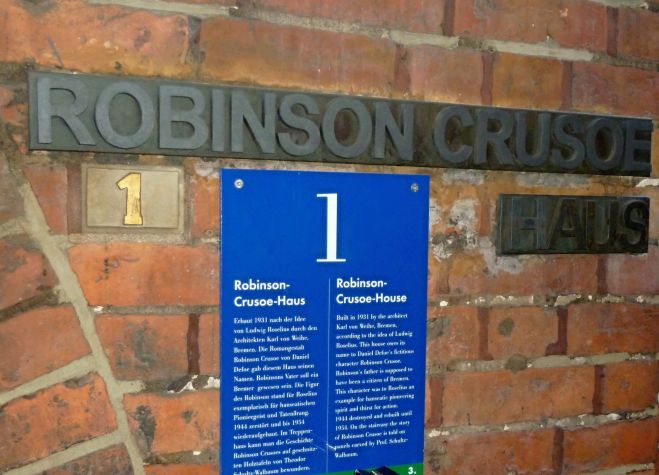 ROBINSON CRUSOE
HAUS
1
1
Robinson-
Crusoe-Haus
Erbaut 1931 nach der Idee
von Ludwig Roselius durch den
Architekten Karl von Weihe,
Bremen. Die Romangestalt
Robinson Crusoe von Daniel
Defoe gab diesem Haus seinen
Namen. Robinsons Vater soll ein
Bremer gewesen sein. Die Figur
des Robinson stand für Roselius
exemplarisch für hanseatischen
Pioniergeist und Tatendrang.
1944 zerstört und bis 1954
wiederaufgebaut. Im Treppen-
haus kann man die Geschichte
Robinson Crusoes auf geschnitz-
ten Holztafeln von Theodor
Schultz-Walbaum bewundern.
Robinson-
Crusoe-House
Built in 1931 by the architect
Karl von Weihe, Bremen,
according to the idea of Ludwig
Roselius. This house owes its
name to Daniel Defoe's fictitious
character Robinson Crusoe.
Robinson's father is supposed to
have been a citizen of Bremen.
This character was to Roselius an
example for hanseatic pioneering
spirit and thirst for action.
1944 destroyed and rebuilt until
1954. On the staircase the story
of Robinson Crusoe is told on
panels carved by Prof. Schultz-
Walbaum.
3.